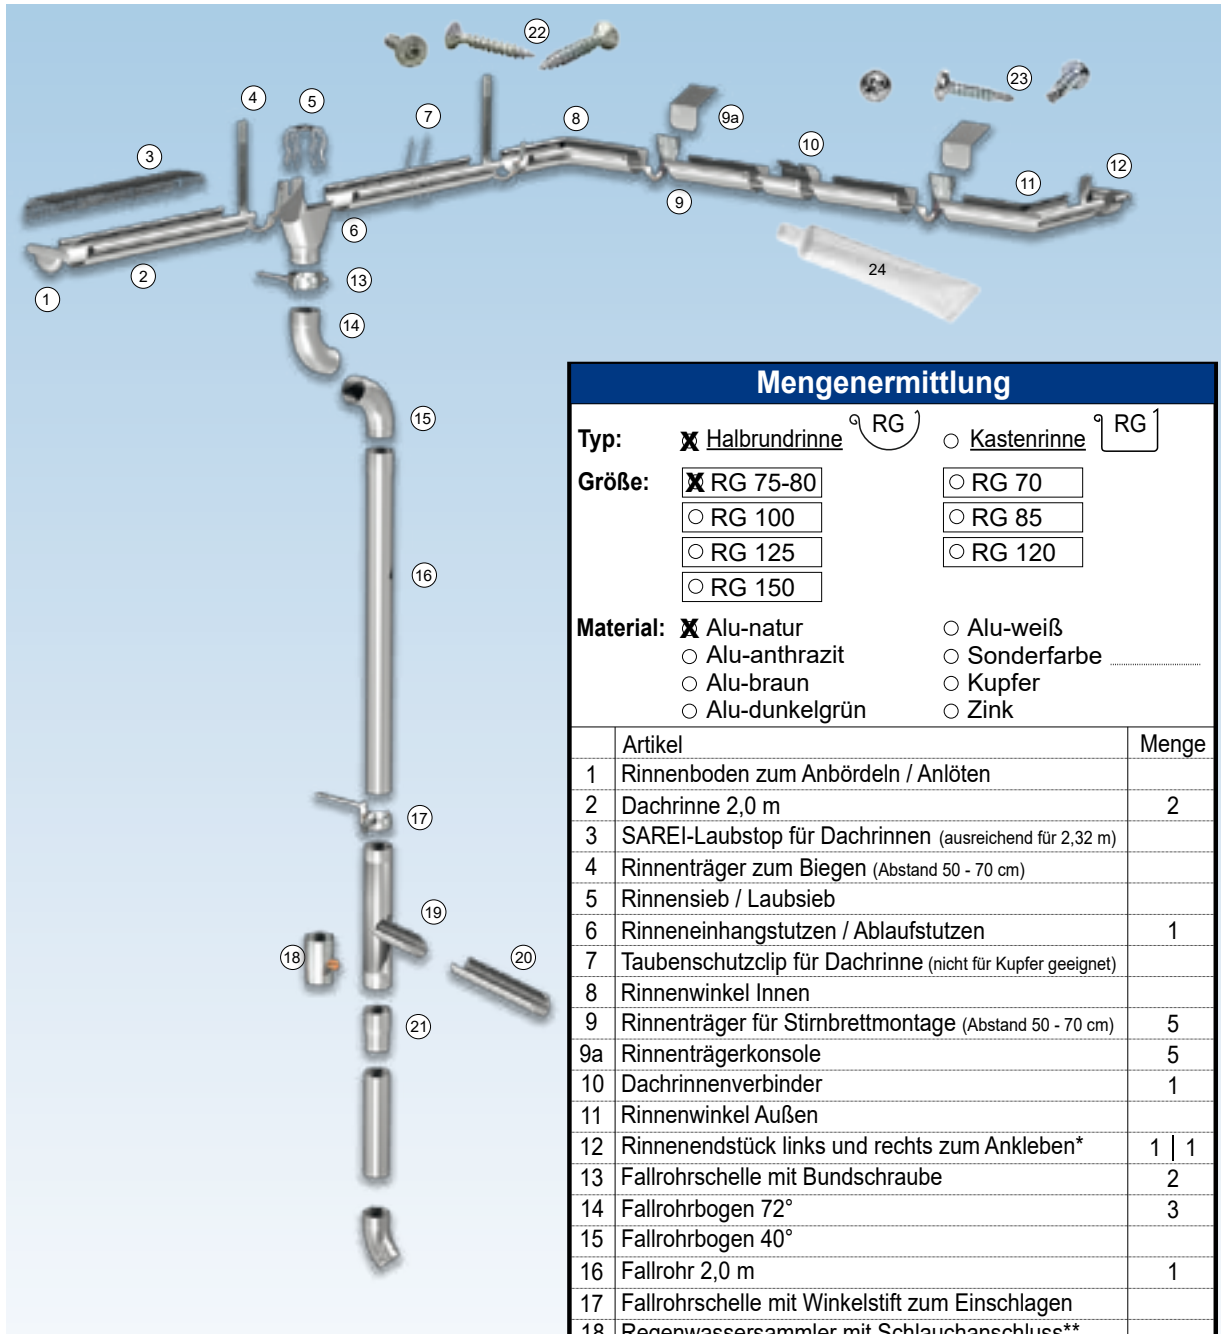 22
4
5
7
8
9a
23
3
10
12
11
9
6
2
13
24
1
14
15
16
17
19
18
20
21
Mengenermittlung
Typ: X Halbrundrinne RG ○ Kastenrinne RG
Größe: X RG 75-80 ○ RG 70
○ RG 100 ○ RG 85
○ RG 125 ○ RG 120
○ RG 150
Material: X Alu-natur ○ Alu-weiß
○ Alu-anthrazit ○ Sonderfarbe
○ Alu-braun ○ Kupfer
○ Alu-dunkelgrün ○ Zink
Artikel Menge
1 Rinnenboden zum Anbördeln / Anlöten
2 Dachrinne 2,0 m 2
3 SAREI-Laubstop für Dachrinnen (ausreichend für 2,32 m)
4 Rinnenträger zum Biegen (Abstand 50 - 70 cm)
5 Rinnensieb / Laubsieb
6 Rinneneinhangstutzen / Ablaufstutzen 1
7 Taubenschutzclip für Dachrinne (nicht für Kupfer geeignet)
8 Rinnenwinkel Innen
9 Rinnenträger für Stirnbrettmontage (Abstand 50 - 70 cm) 5
9a Rinnenträgerkonsole 5
10 Dachrinnenverbinder 1
11 Rinnenwinkel Außen
12 Rinnenendstück links und rechts zum Ankleben* 1 | 1
13 Fallrohrschelle mit Bundschraube 2
14 Fallrohrbogen 72° 3
15 Fallrohrbogen 40°
16 Fallrohr 2,0 m 1
17 Fallrohrschelle mit Winkelstift zum Einschlagen
18 Regenwassersammler mit Schlauchanschluss**